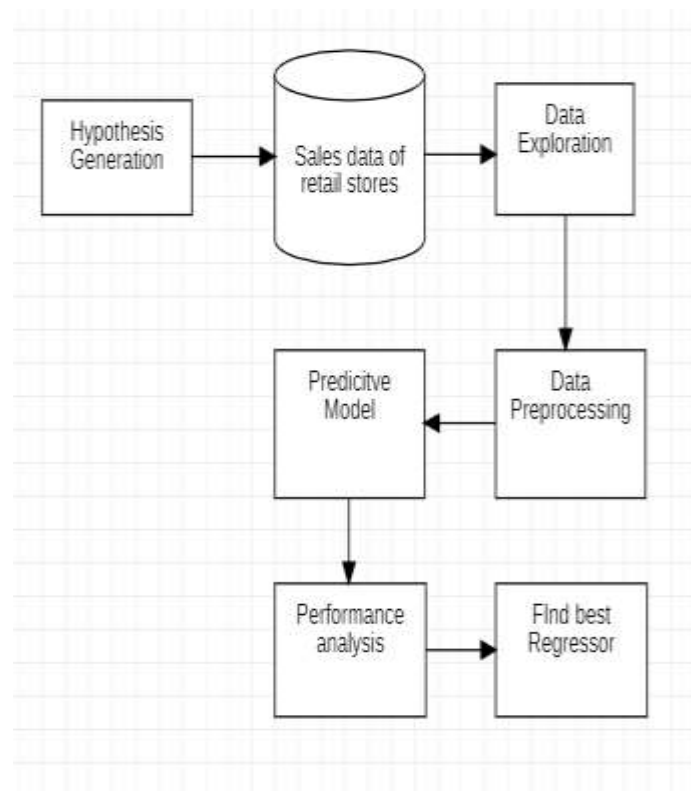 Hypothesis
Generation
Sales data of
retail stores
Data
Exploration
Predicitve
Model
Data
Preprocessing
Performance
analysis
FInd best
Regressor